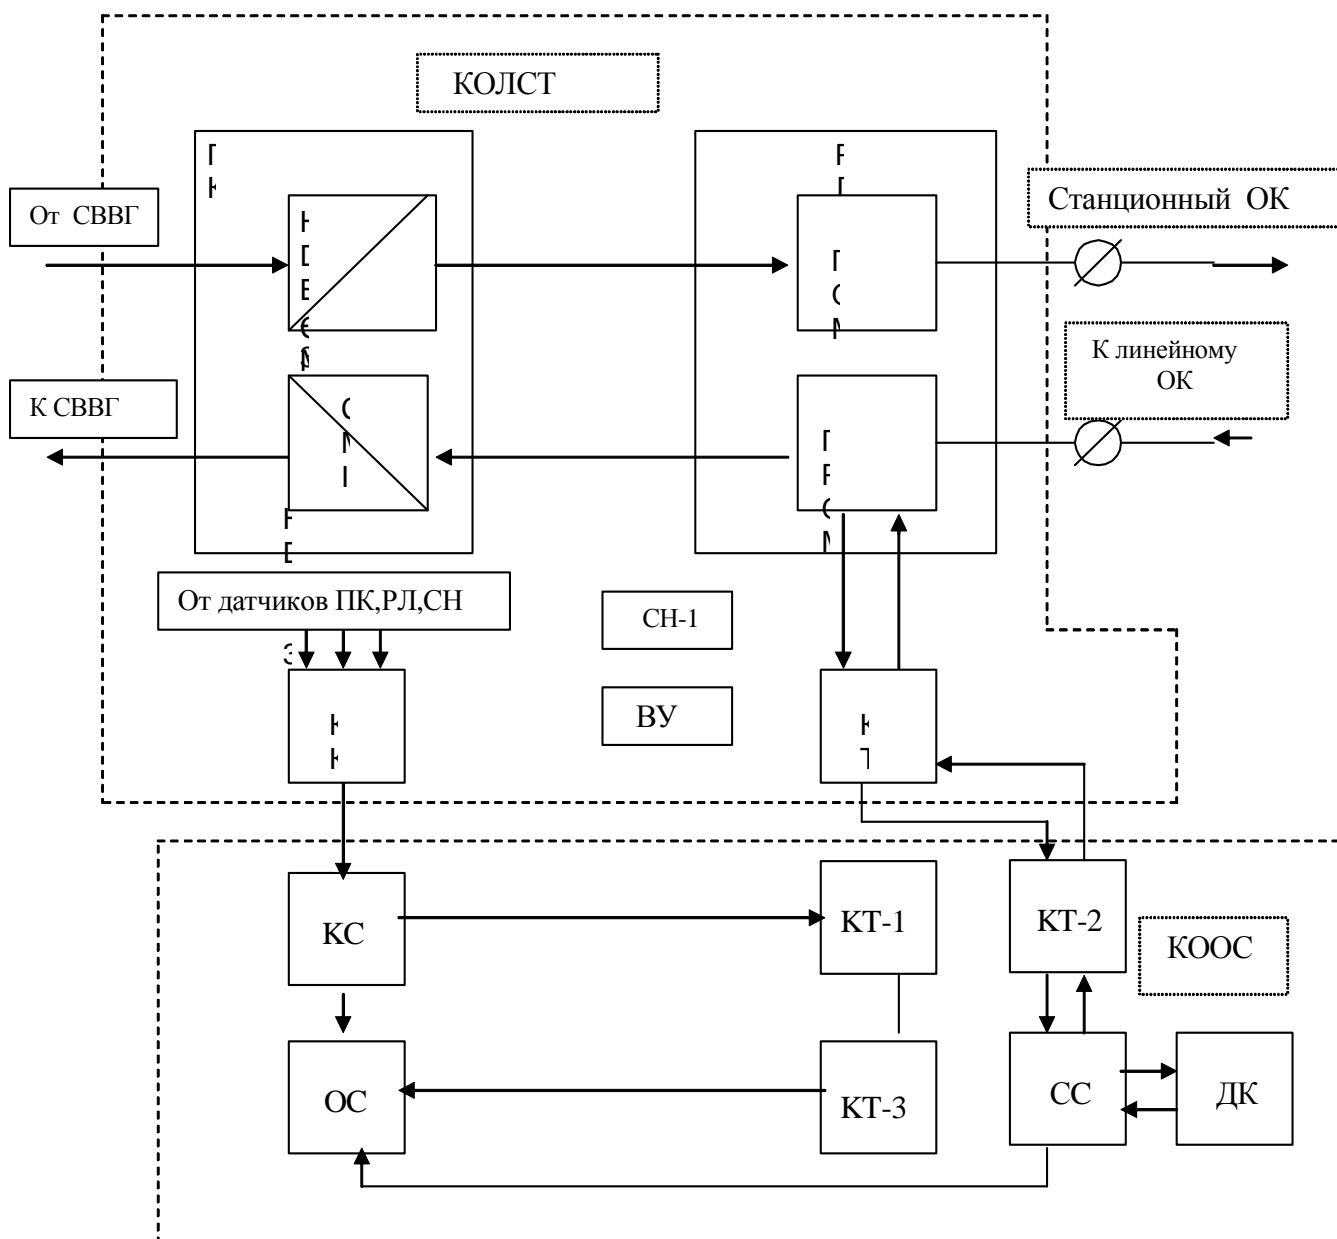 КОЛСТ
От СВВГ
Станционный ОК
К линейному
ОК
К СВВГ
От датчиков ПК,РЛ,СН
СН-1
ВУ
КС
КТ-1
КТ-2
КООС
ОС
КТ-3
СС
ДК